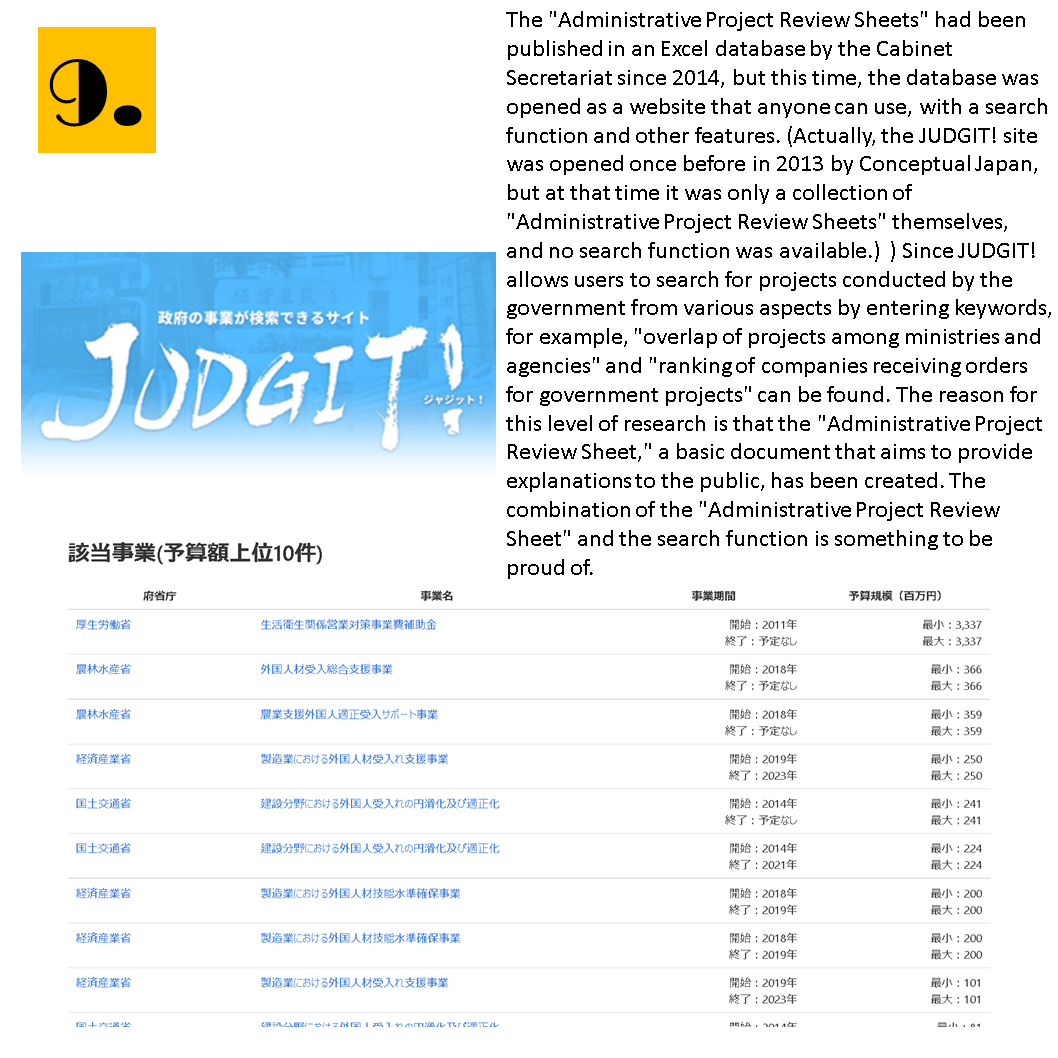 9.
The "Administrative Project Review Sheets" had been
published in an Excel database by the Cabinet
Secretariat since 2014, but this time, the database was
opened as a website that anyone can use, with a search
function and other features. (Actually, the JUDGIT! site
was opened once before in 2013 by Conceptual Japan,
but at that time it was only a collection of
"Administrative Project Review Sheets" themselves,
and no search function was available.) ) Since JUDGIT!
allows users to search for projects conducted by the
government from various aspects by entering keywords,
for example, "overlap of projects among ministries and
agencies" and "ranking of companies receiving orders
for government projects" can be found. The reason for
this level of research is that the "Administrative Project
Review Sheet," a basic document that aims to provide
explanations to the public, has been created. The
combination of the "Administrative Project Review
Sheet" and the search function is something to be
proud of.
経済産業省
政府の事業が検索できるサイト
JUDGIT!
ジャジット！
該当事業(予算額上位10件)
府省庁 事業名 事業期間 予算規模（百万円）
厚生労働省 生活衛生関係営業対策事業費補助金 開始：2011年 最小：3,337
終了：予定なし 最大：3,337
農林水産省 外国人材受入総合支援事業 開始：2018年 最小：366
終了：予定なし 最大：366
農林水産省 農業支援外国人適正受入サポート事業 開始：2018年 最小：359
終了：予定なし 最大：359
経済産業省 製造業における外国人材受入れ支援事業 開始：2019年 最小：250
終了：2023年 最大：250
国土交通省 建設分野における外国人受入れの円滑化及び適正化 開始：2014年 最小：241
終了：予定なし 最大：241
国土交通省 建設分野における外国人受入れの円滑化及び適正化 開始：2014年 最小：224
終了：2021年 最大：224
経済産業省 製造業における外国人材技能水準確保事業 開始：2018年 最小：200
終了：2019年 最大：200
経済産業省 製造業における外国人材技能水準確保事業 開始：2018年 最小：200
終了：2019年 最大：200
経済産業省 製造業における外国人材受入れ支援事業 開始：2019年 最小：101
終了：2023年 最大：101
国土交通省 建設分野における外国人受入れの円滑化及び適正化 開始：2014年 最小：81